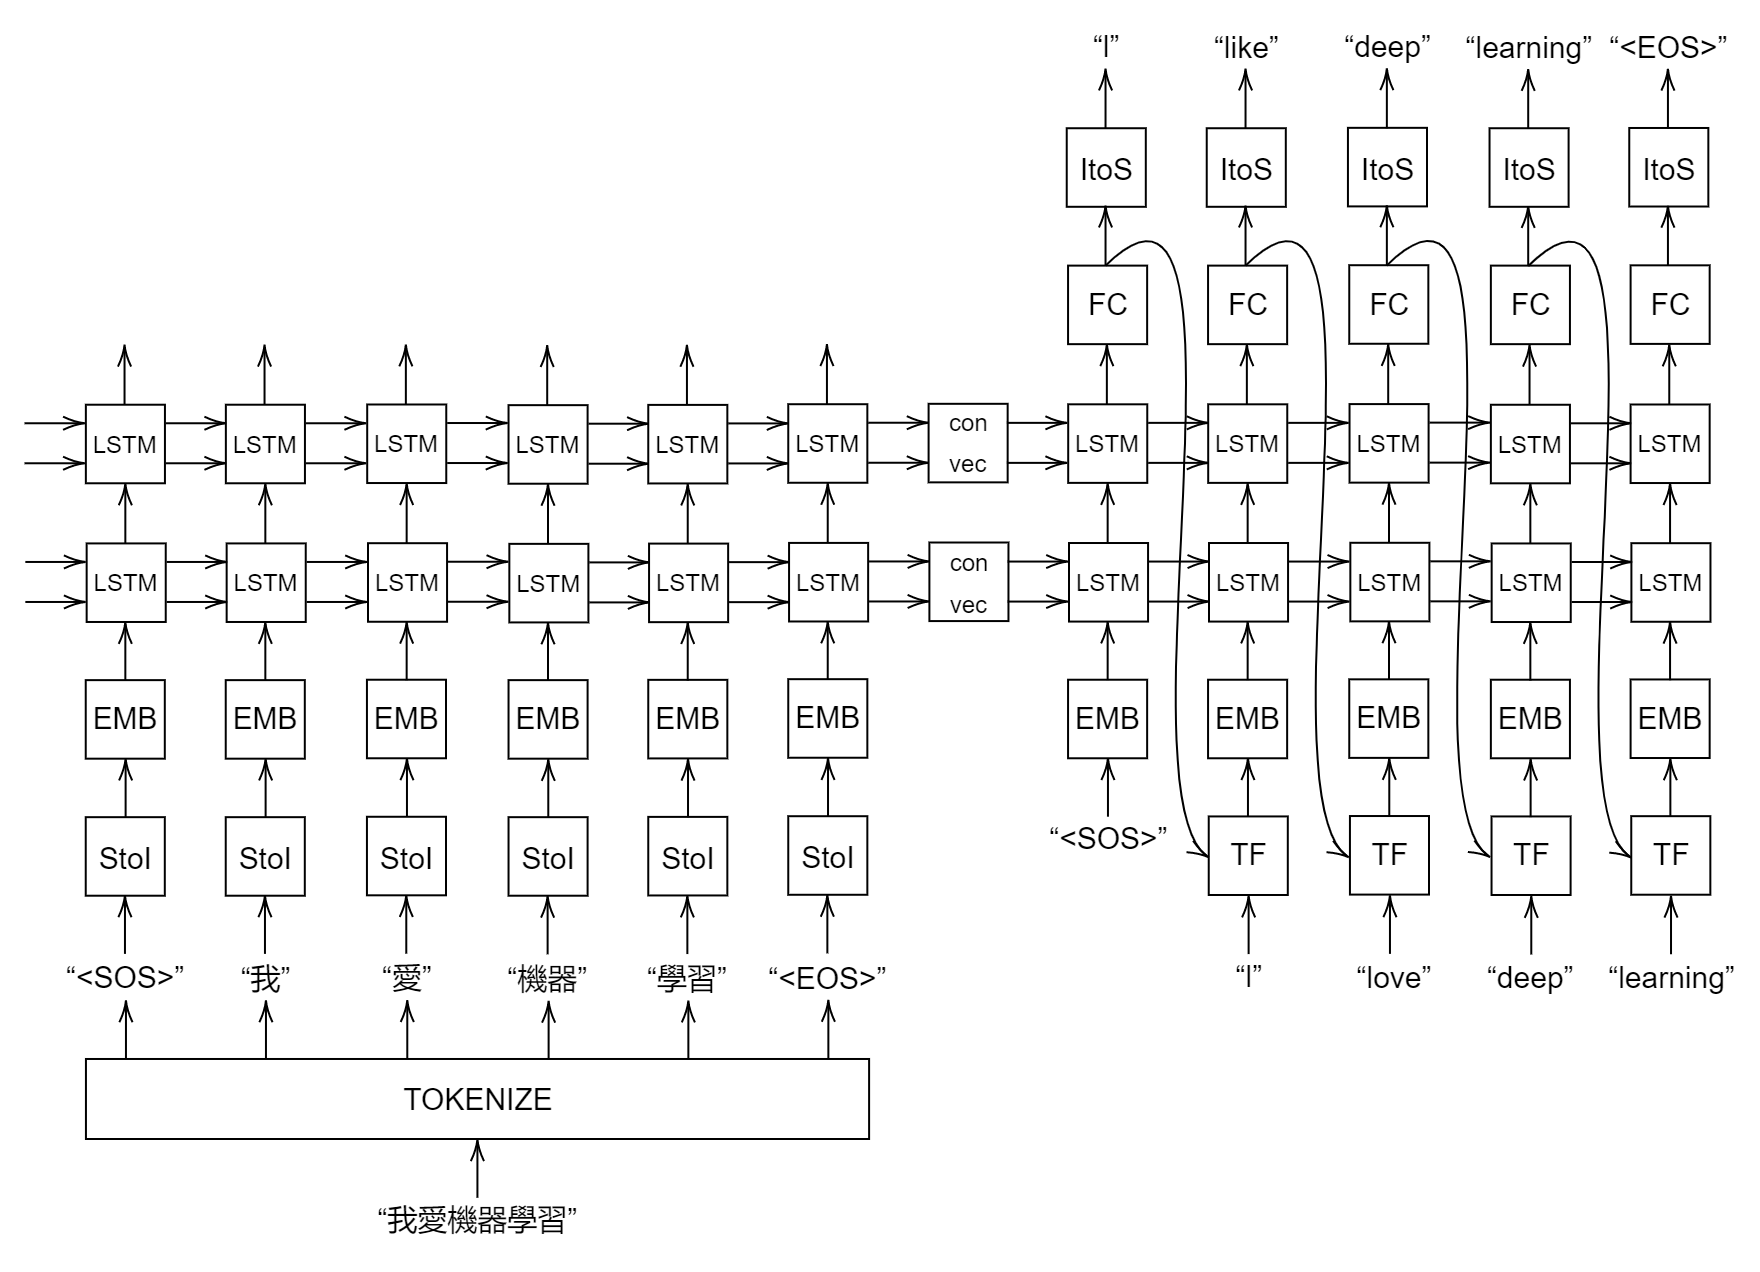 “I” “like” “deep” “learning” “<EOS>”
ItoS ItoS ItoS ItoS ItoS
FC FC FC FC FC
LSTM LSTM LSTM LSTM LSTM LSTM con vec LSTM LSTM LSTM LSTM LSTM
LSTM LSTM LSTM LSTM LSTM LSTM con vec LSTM LSTM LSTM LSTM LSTM
EMB EMB EMB EMB EMB EMB EMB EMB EMB EMB EMB
StoI StoI StoI StoI StoI StoI “<SOS>” TF TF TF TF
“<SOS>” “我” “愛” “機器” “學習” “<EOS>” “I” “love” “deep” “learning”
TOKENIZE
“我愛機器學習”